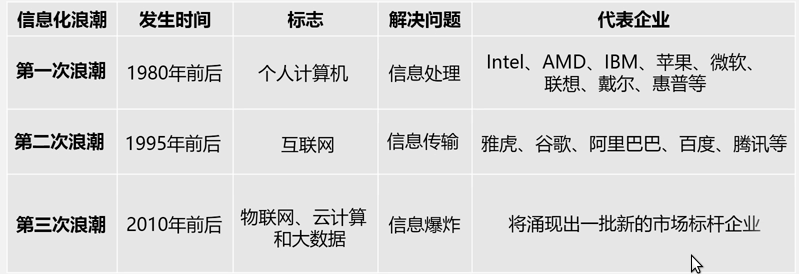 信息化浪潮 发生时间 标志 解决问题 代表企业
第一次浪潮 1980年前后 个人计算机 信息处理 Intel、AMD、IBM、苹果、微软、
联想、戴尔、惠普等
第二次浪潮 1995年前后 互联网 信息传输 雅虎、谷歌、阿里巴巴、百度、腾讯等
第三次浪潮 2010年前后 物联网、云计算
和大数据 信息爆炸 将涌现出一批新的市场标杆企业